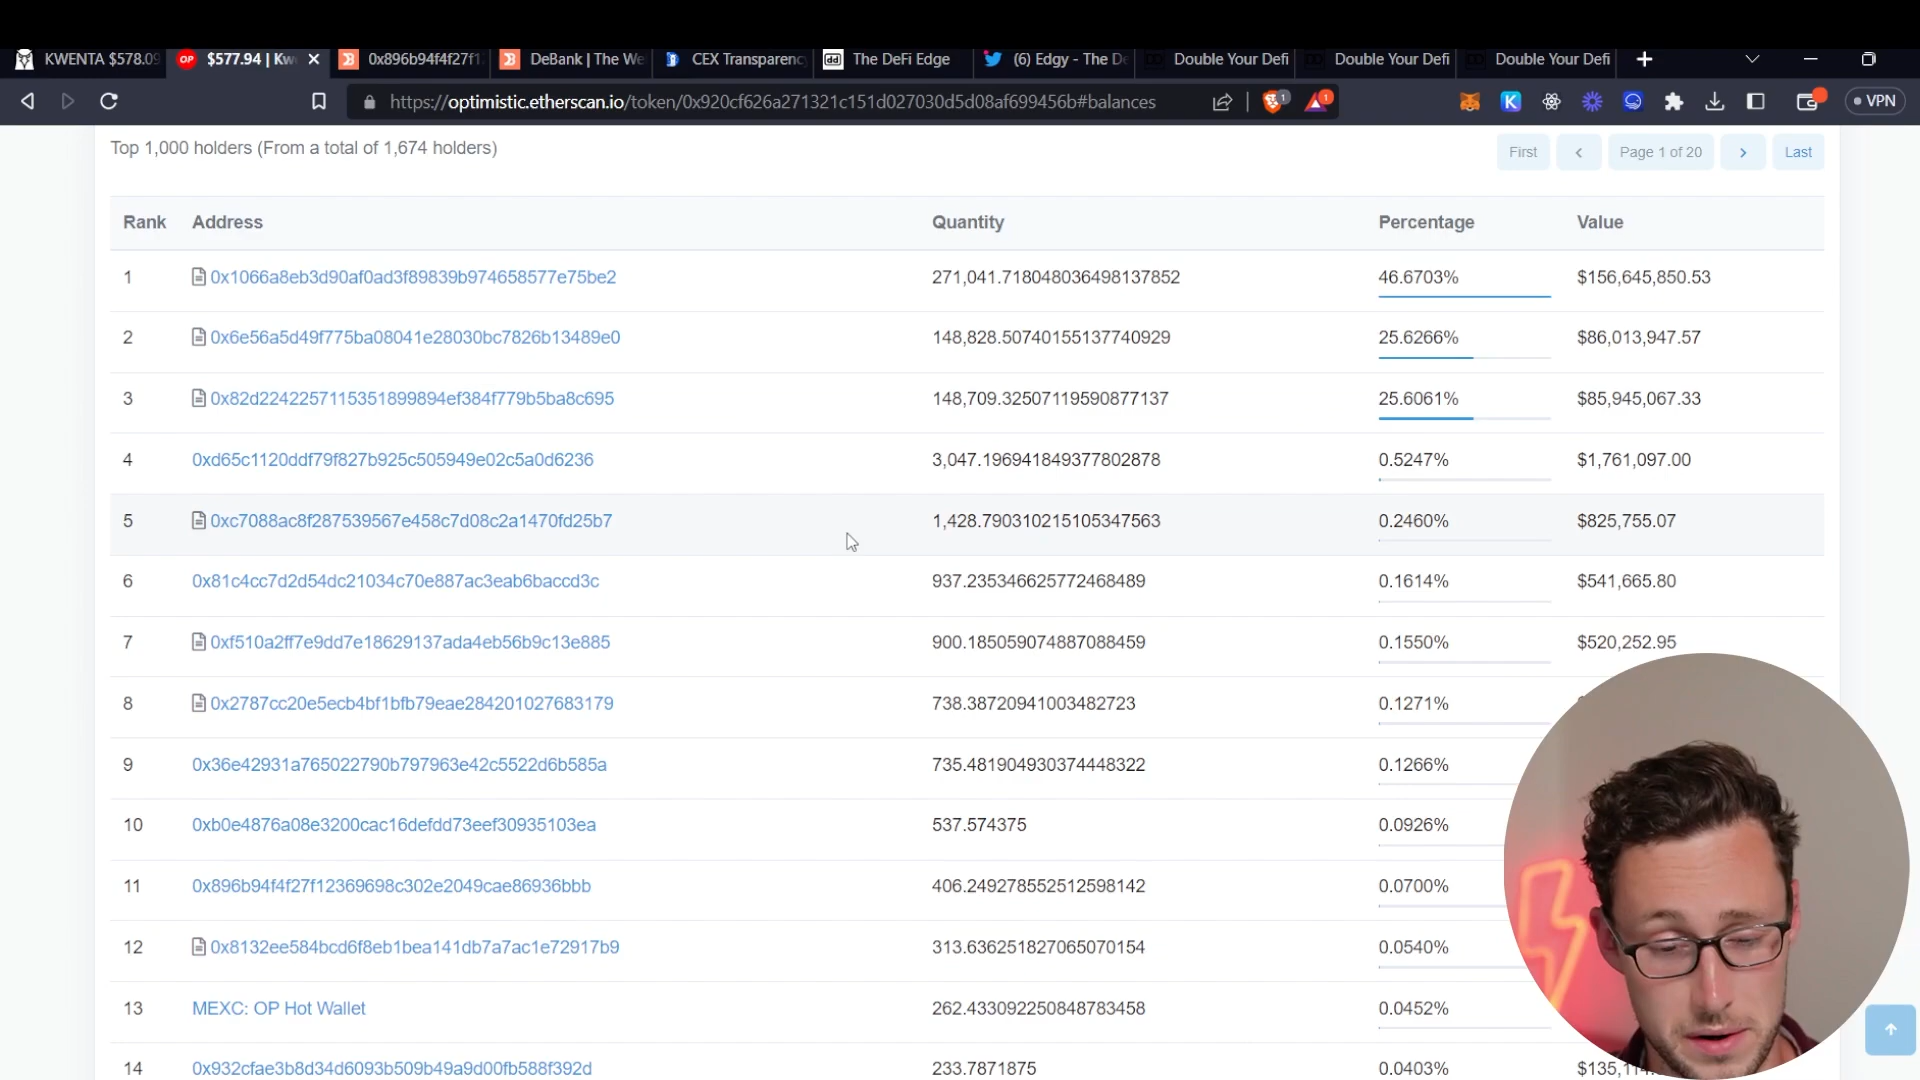 KWENTA $578.09
OP $577.94 | Kw
0x896b94f4f27f1
DeBank | The We
CEX Transparenc
dd The DeFi Edge
(6) Edgy - The D
Double Your Defi
Double Your Defi
Double Your Defi
https://optimistic.etherscan.io/token/0x920cf626a271321c151d027030d5d08af699456b#balances
1
1
K
VPN
Top 1,000 holders (From a total of 1,674 holders)
First
Page 1 of 20
Last
Rank Address Quantity Percentage Value
1 0x1066a8eb3d90af0ad3f89839b974658577e75be2 271,041.718048036498137852 46.6703% $156,645,850.53
2 0x6e56a5d49f775ba08041e28030bc7826b13489e0 148,828.50740155137740929 25.6266% $86,013,947.57
3 0x82d2242257115351899894ef384f779b5ba8c695 148,709.32507119590877137 25.6061% $85,945,067.33
4 0xd65c1120ddf79f827b925c505949e02c5a0d6236 3,047.196941849377802878 0.5247% $1,761,097.00
5 0xc7088ac8f287539567e458c7d08c2a1470fd25b7 1,428.790310215105347563 0.2460% $825,755.07
6 0x81c4cc7d2d54dc21034c70e887ac3eab6baccd3c 937.235346625772468489 0.1614% $541,665.80
7 0xf510a2ff7e9dd7e18629137ada4eb56b9c13e885 900.185059074887088459 0.1550% $520,252.95
8 0x2787cc20e5ecb4bf1bfb79eae284201027683179 738.38720941003482723 0.1271%
9 0x36e42931a765022790b797963e42c5522d6b585a 735.481904930374448322 0.1266%
10 0xb0e4876a08e3200cac16defdd73eef30935103ea 537.574375 0.0926%
11 0x896b94f4f27f12369698c302e2049cae86936bbb 406.249278552512598142 0.0700%
12 0x8132ee584bcd6f8eb1bea141db7a7ac1e72917b9 313.636251827065070154 0.0540%
13 MEXC: OP Hot Wallet 262.433092250848783458 0.0452%
14 0x932cfae3b8d34d6093b509b49a9d00fb588f392d 233.7871875 0.0403%